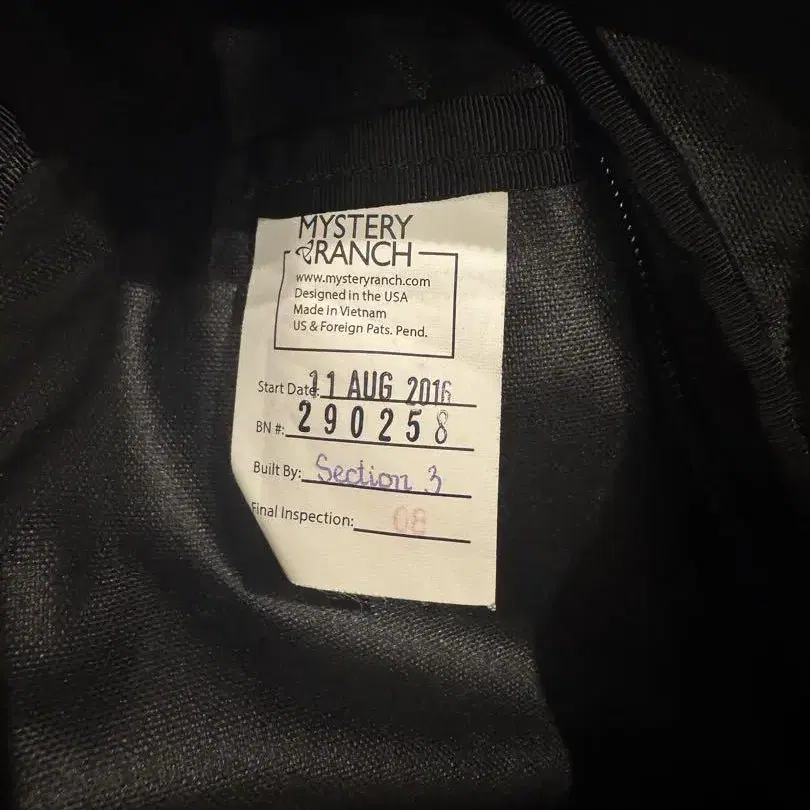 MYSTERY
RANCH
www.mysteryranch.com
Designed in the USA
Made in Vietnam
US & Foreign Pats. Pend.
Start Date: 11 AUG 2016
BN #: 290258
Built By: Section 3
Final Inspection: 08